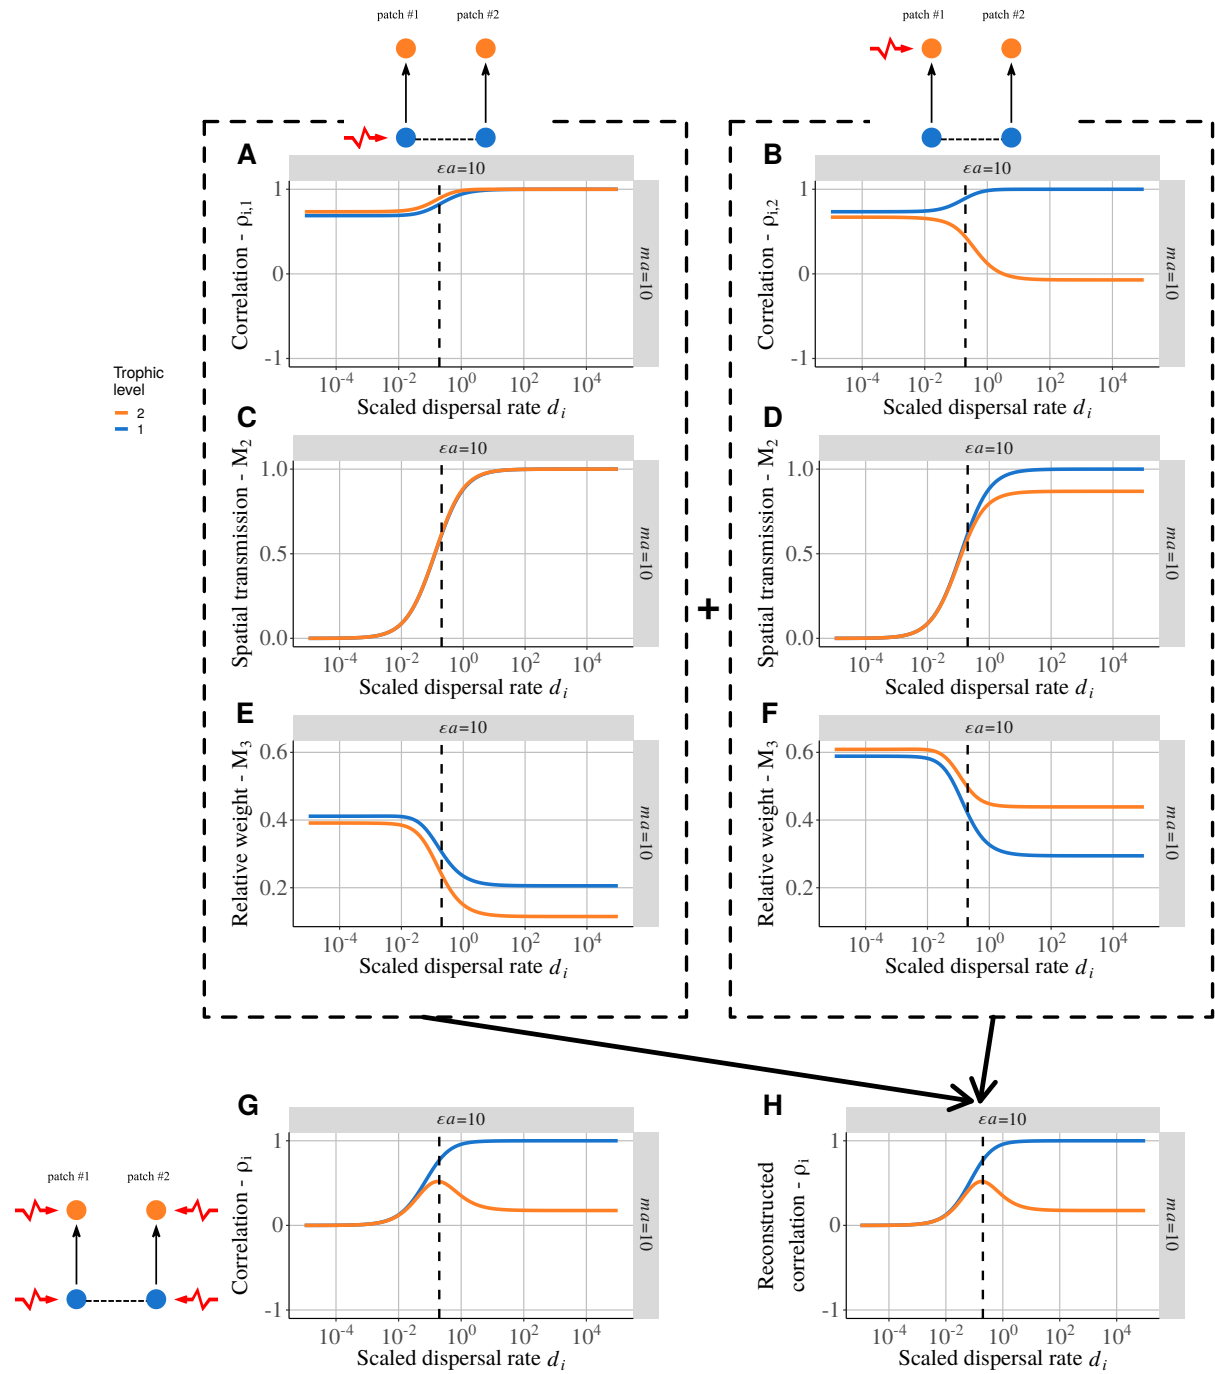 patch #1 patch #2
patch #1 patch #2
A
εa=10
ma=10
Correlation - ρi,1
1
0
-1
10-4 10-2 100 102 104
Scaled dispersal rate di
B
εa=10
ma=10
Correlation - ρi,2
1
0
-1
10-4 10-2 100 102 104
Scaled dispersal rate di
Trophic
level
2
1
C
εa=10
ma=10
Spatial transmission - M2
1.0
0.5
0.0
10-4 10-2 100 102 104
Scaled dispersal rate di
+
D
εa=10
ma=10
Spatial transmission - M2
1.0
0.5
0.0
10-4 10-2 100 102 104
Scaled dispersal rate di
E
εa=10
ma=10
Relative weight - M3
0.6
0.4
0.2
10-4 10-2 100 102 104
Scaled dispersal rate di
F
εa=10
ma=10
Relative weight - M3
0.6
0.4
0.2
10-4 10-2 100 102 104
Scaled dispersal rate di
patch #1 patch #2
G
εa=10
ma=10
Correlation - ρi
1
0
-1
10-4 10-2 100 102 104
Scaled dispersal rate di
H
εa=10
ma=10
Reconstructed
correlation - ρi
1
0
-1
10-4 10-2 100 102 104
Scaled dispersal rate di